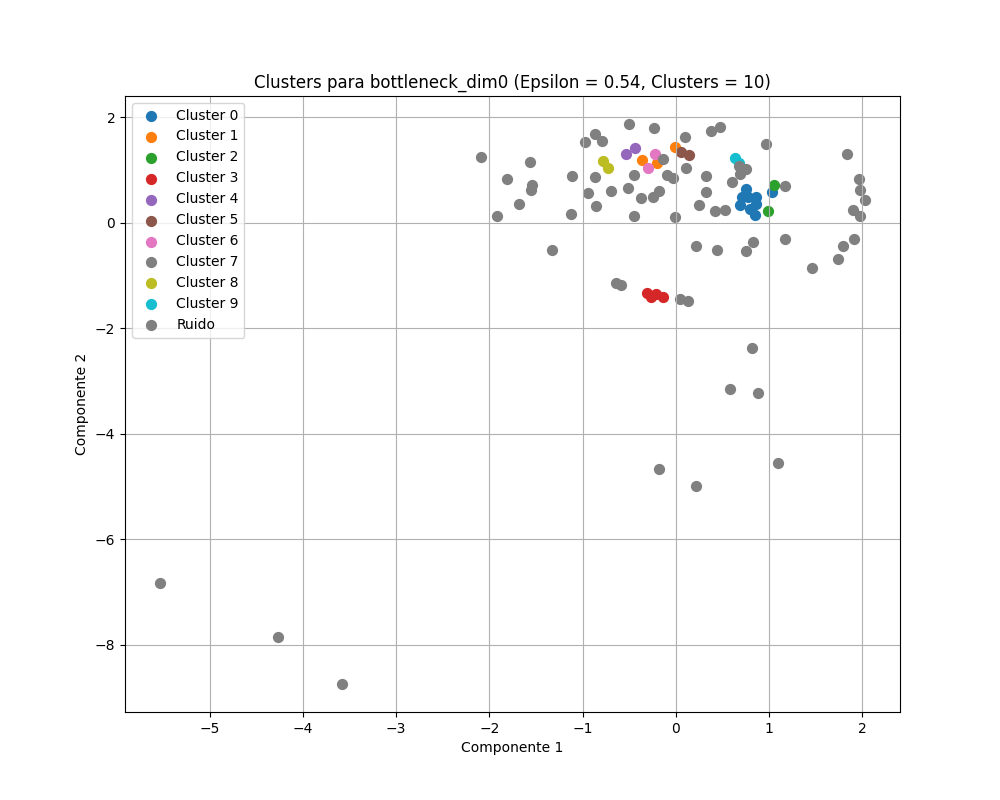 Clusters para bottleneck_dim0 (Epsilon = 0.54, Clusters = 10)
Cluster 0
Cluster 1
Cluster 2
Cluster 3
Cluster 4
Cluster 5
Cluster 6
Cluster 7
Cluster 8
Cluster 9
Ruido
2
0
−2
−4
−6
−8
Componente 2
−5 −4 −3 −2 −1 0 1 2
Componente 1